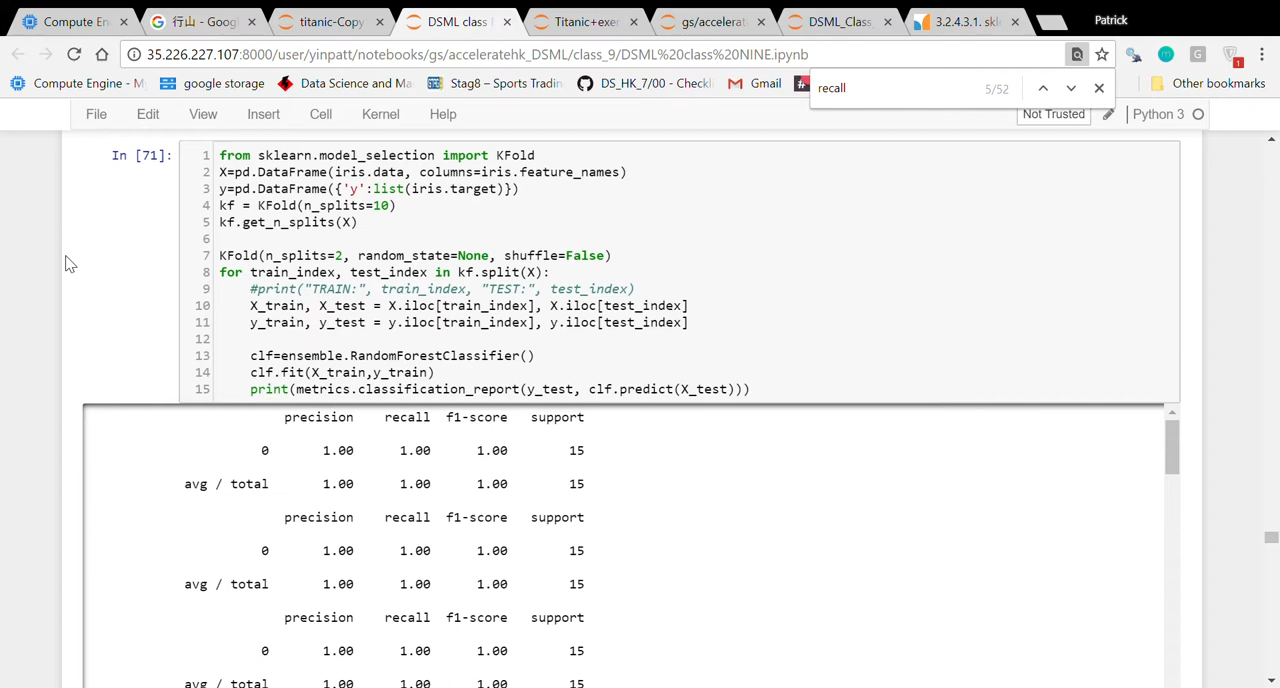 Patrick
Compute En
行山 - Goog
titanic-Copy
DSML class
Titanic+exer
gs/accelerat
DSML_Class
3.2.4.3.1. skle
35.226.227.107:8000/user/yinpatt/notebooks/gs/acceleratehk_DSML/class_9/DSML%20class%20NINE.ipynb
Compute Engine - My
google storage
Data Science and Ma
Stag8 – Sports Tradin
DS_HK_7/00 - Checkl
Gmail
Other bookmarks
recall 5/52
File Edit View Insert Cell Kernel Help
Not Trusted
Python 3
In [71]:
1 from sklearn.model_selection import KFold
2 X=pd.DataFrame(iris.data, columns=iris.feature_names)
3 y=pd.DataFrame({'y':list(iris.target)})
4 kf = KFold(n_splits=10)
5 kf.get_n_splits(X)
6
7 KFold(n_splits=2, random_state=None, shuffle=False)
8 for train_index, test_index in kf.split(X):
9 #print("TRAIN:", train_index, "TEST:", test_index)
10 X_train, X_test = X.iloc[train_index], X.iloc[test_index]
11 y_train, y_test = y.iloc[train_index], y.iloc[test_index]
12
13 clf=ensemble.RandomForestClassifier()
14 clf.fit(X_train,y_train)
15 print(metrics.classification_report(y_test, clf.predict(X_test)))
precision recall f1-score support
0 1.00 1.00 1.00 15
avg / total 1.00 1.00 1.00 15
precision recall f1-score support
0 1.00 1.00 1.00 15
avg / total 1.00 1.00 1.00 15
precision recall f1-score support
0 1.00 1.00 1.00 15
avg / total 1.00 1.00 1.00 15